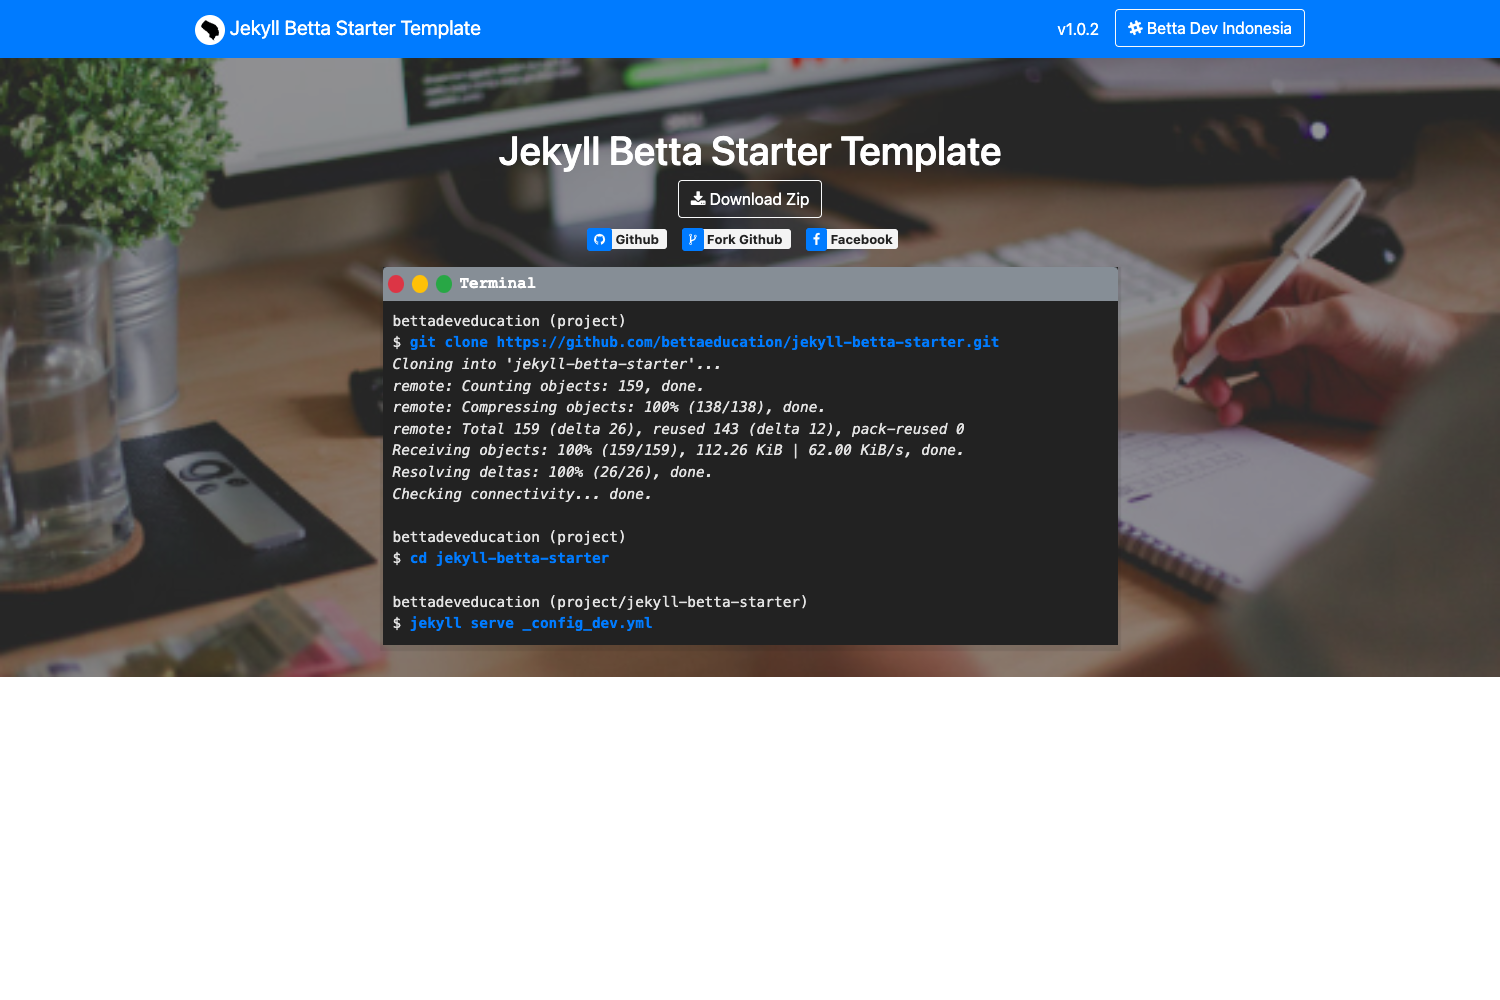 Jekyll Betta Starter Template
v1.0.2
Betta Dev Indonesia
Jekyll Betta Starter Template
Download Zip
Github
Fork Github
Facebook
Terminal
bettadeveducation (project)
$ git clone https://github.com/bettaeducation/jekyll-betta-starter.git
Cloning into 'jekyll-betta-starter'...
remote: Counting objects: 159, done.
remote: Compressing objects: 100% (138/138), done.
remote: Total 159 (delta 26), reused 143 (delta 12), pack-reused 0
Receiving objects: 100% (159/159), 112.26 KiB | 62.00 KiB/s, done.
Resolving deltas: 100% (26/26), done.
Checking connectivity... done.
bettadeveducation (project)
$ cd jekyll-betta-starter
bettadeveducation (project/jekyll-betta-starter)
$ jekyll serve _config_dev.yml